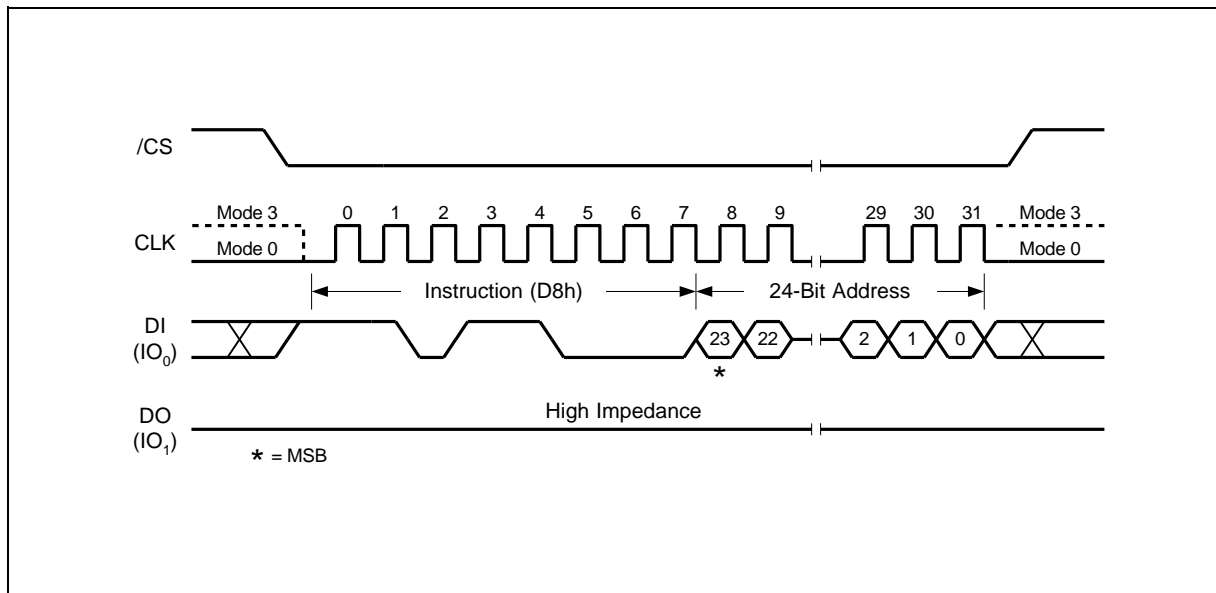 /CS
Mode 3 0 1 2 3 4 5 6 7 8 9 29 30 31 Mode 3
CLK Mode 0 Mode 0
Instruction (D8h) 24-Bit Address
DI
(IO0) 23 22 2 1 0
*
DO High Impedance
(IO1)
* = MSB